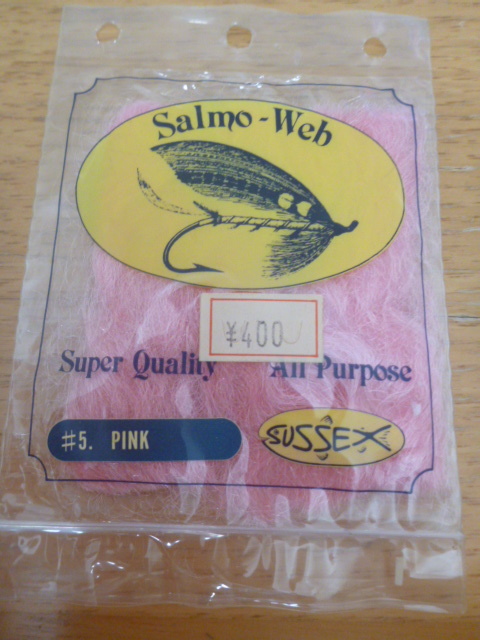 Salmo-Web
¥400
Super Quality All Purpose
#5. PINK
SUSSEX